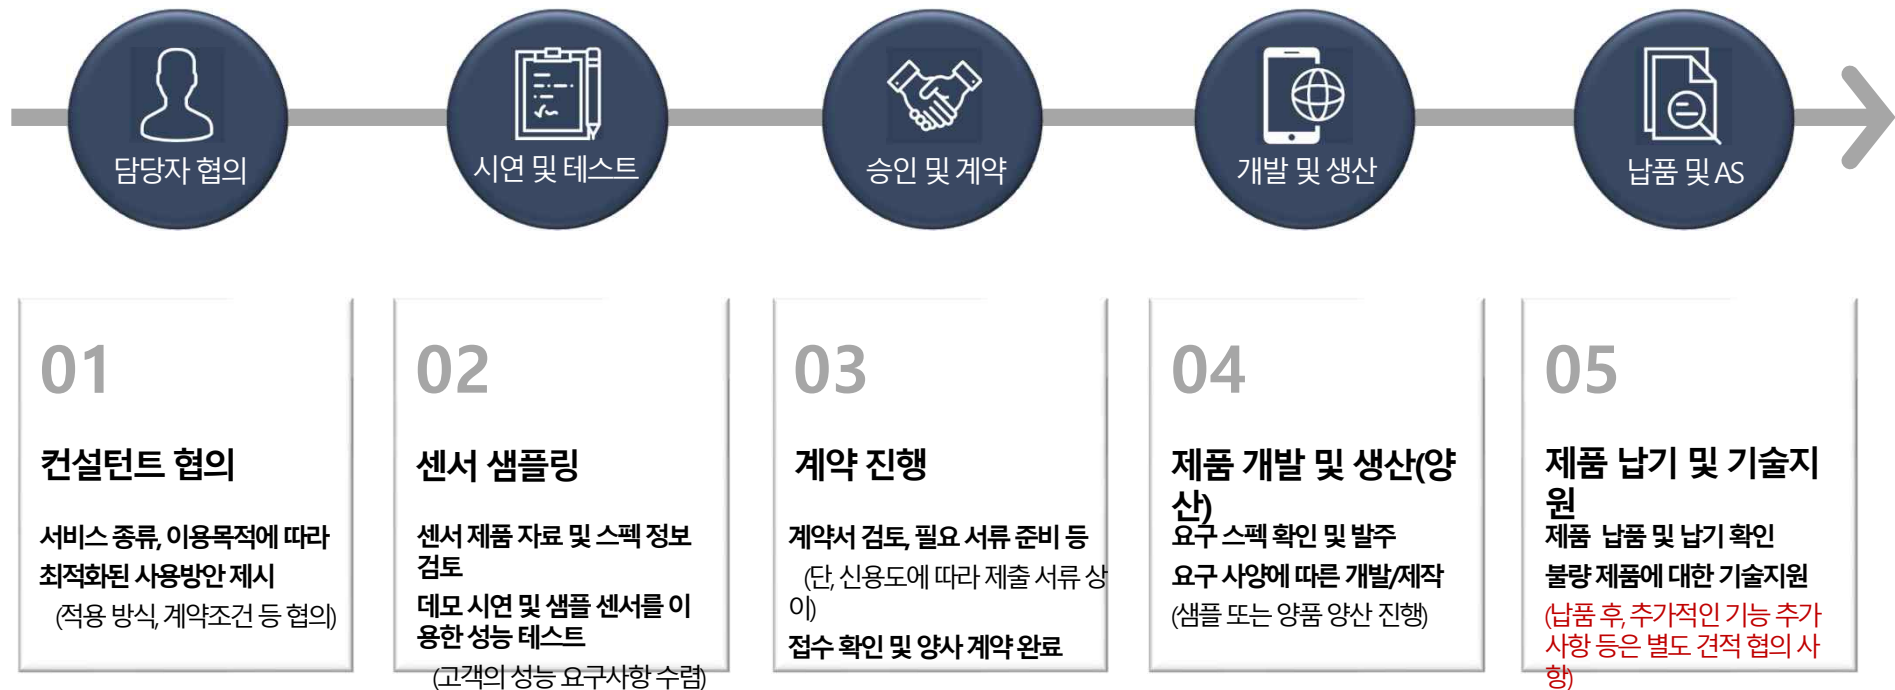 담당자 협의
시연 및 테스트
승인 및 계약
개발 및 생산
납품 및 AS
01
컨설턴트 협의
서비스 종류, 이용목적에 따라
최적화된 사용방안 제시
(적용 방식, 계약조건 등 협의)
02
센서 샘플링
센서 제품 자료 및 스펙 정보
검토
데모 시연 및 샘플 센서를 이
용한 성능 테스트
(고객의 성능 요구사항 수렴)
03
계약 진행
계약서 검토, 필요 서류 준비 등
(단, 신용도에 따라 제출 서류 상
이)
접수 확인 및 양사 계약 완료
04
제품 개발 및 생산(양
산)
요구 스펙 확인 및 발주
요구 사양에 따른 개발/제작
(샘플 또는 양품 양산 진행)
05
제품 납기 및 기술지
원
제품 납품 및 납기 확인
불량 제품에 대한 기술지원
(납품 후, 추가적인 기능 추가
사항 등은 별도 견적 협의 사
항)